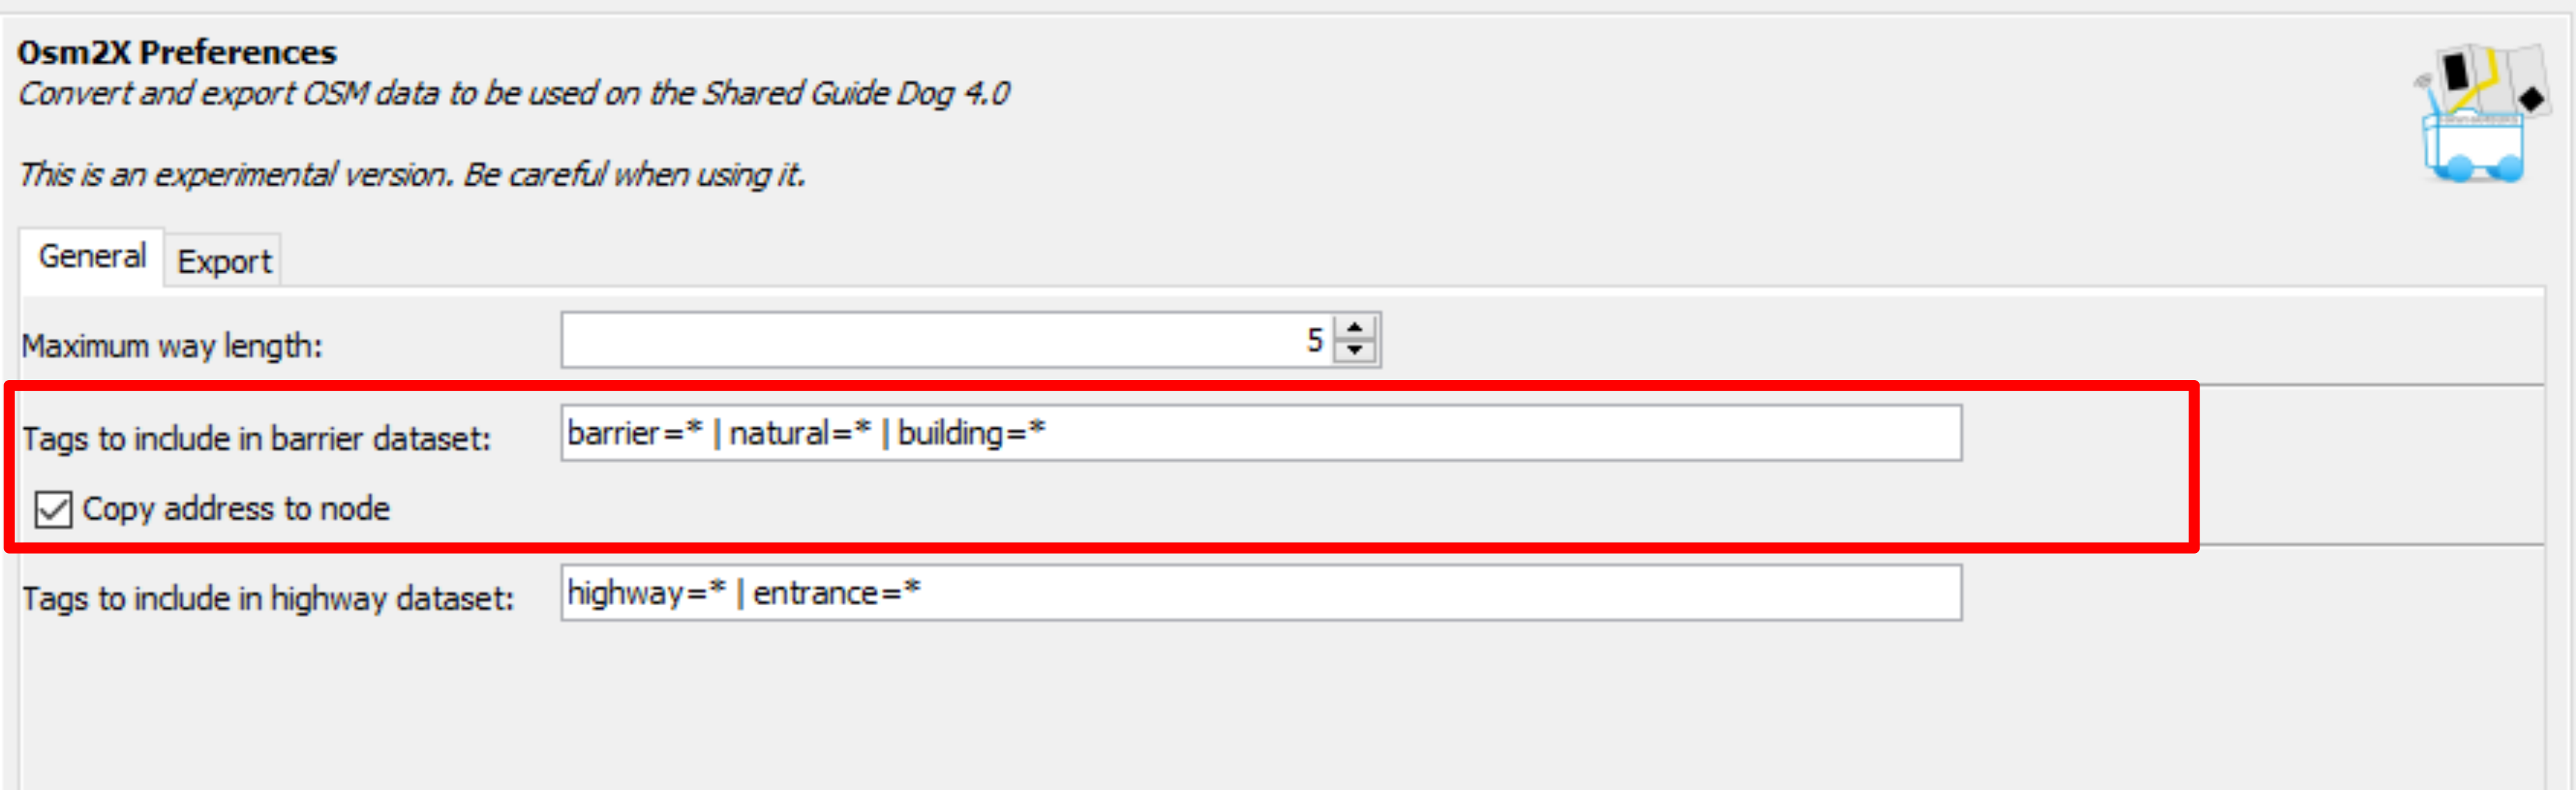 Osm2X Preferences
Convert and export OSM data to be used on the Shared Guide Dog 4.0
This is an experimental version. Be careful when using it.
General Export
Maximum way length: 5
Tags to include in barrier dataset: barrier=* | natural=* | building=*
Copy address to node
Tags to include in highway dataset: highway=* | entrance=*